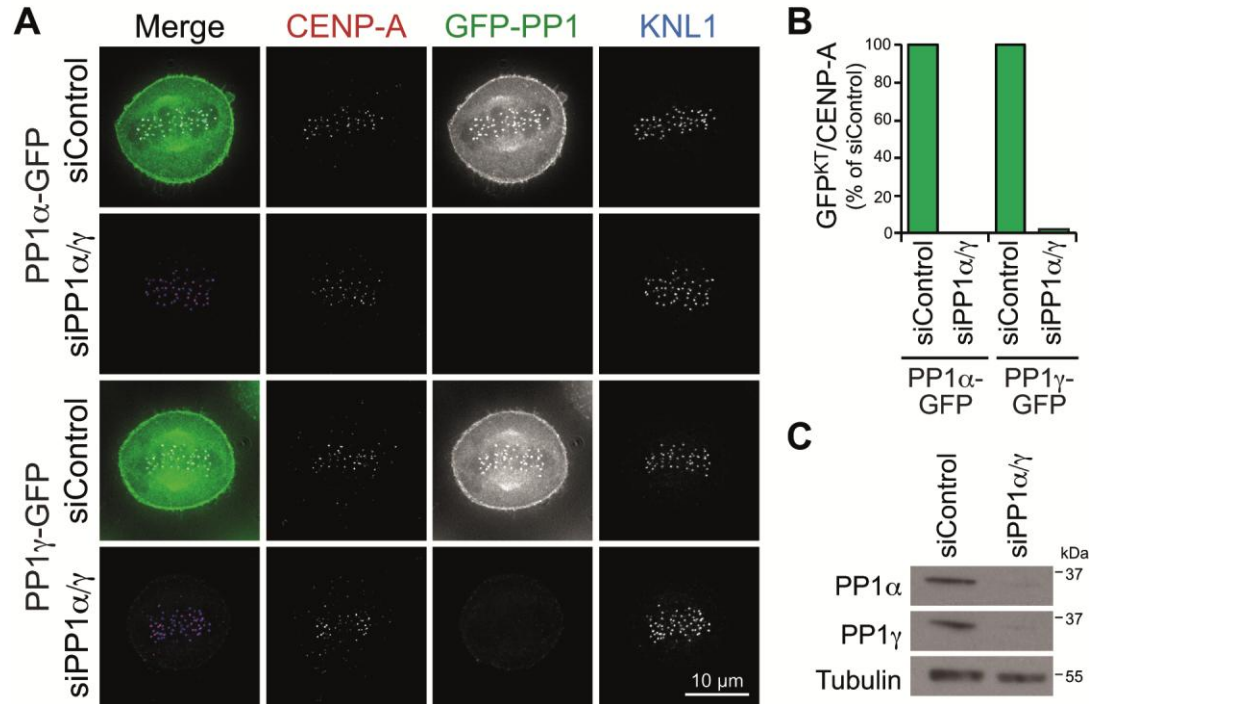 A
Merge CENP-A GFP-PP1 KNL1
PP1α-GFP
siControl
siPP1α/γ
PP1γ-GFP
siControl
siPP1α/γ
10 µm
B
GFPᴷᵀ/CENP-A
(% of siControl)
100
80
60
40
20
0
siControl
siPP1α/γ
siControl
siPP1α/γ
PP1α-
GFP
PP1γ-
GFP
C
siControl
siPP1α/γ
kDa
PP1α
37
PP1γ
37
Tubulin
55